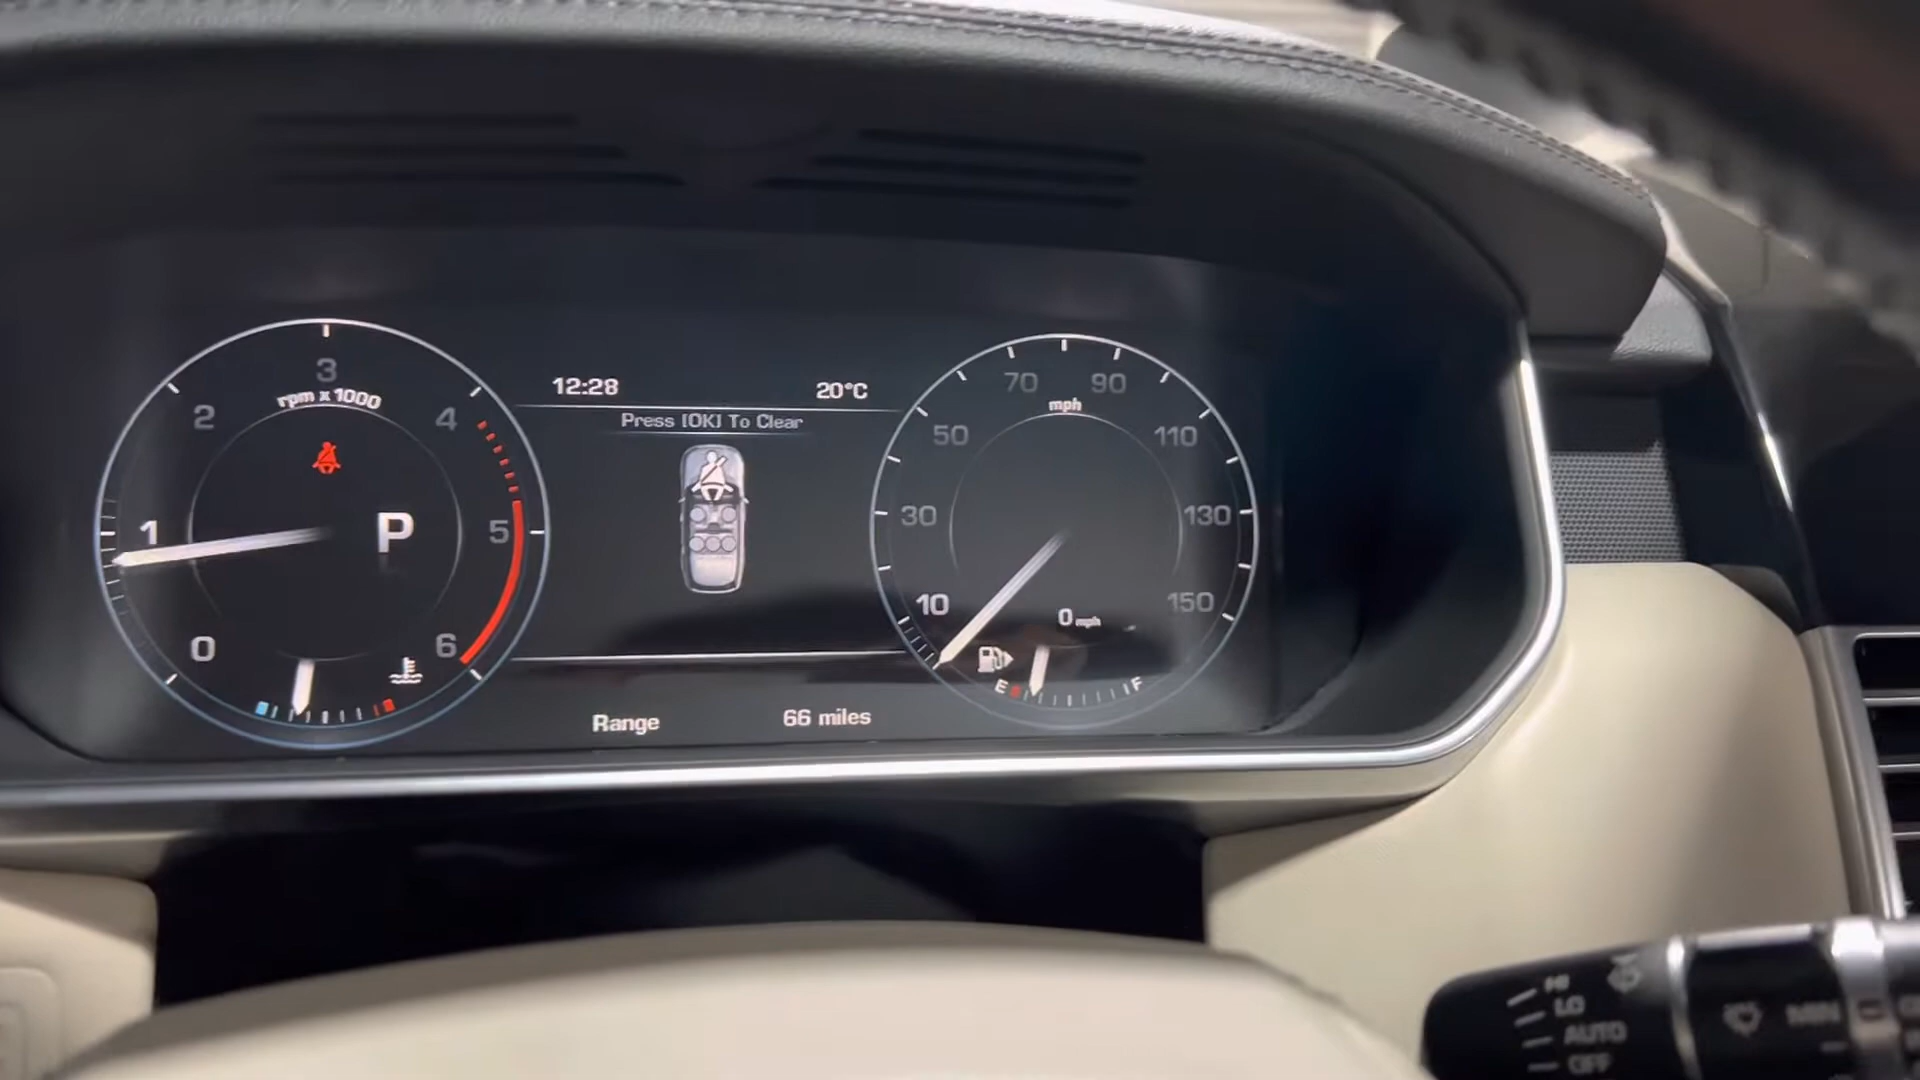 12:28
20°C
Press [OK] To Clear
0
1
2
3
4
5
6
rpm x 1000
P
10
30
50
70
90
110
130
150
mph
0 mph
E
F
Range
66 miles
HI
LO
AUTO
OFF
MIN